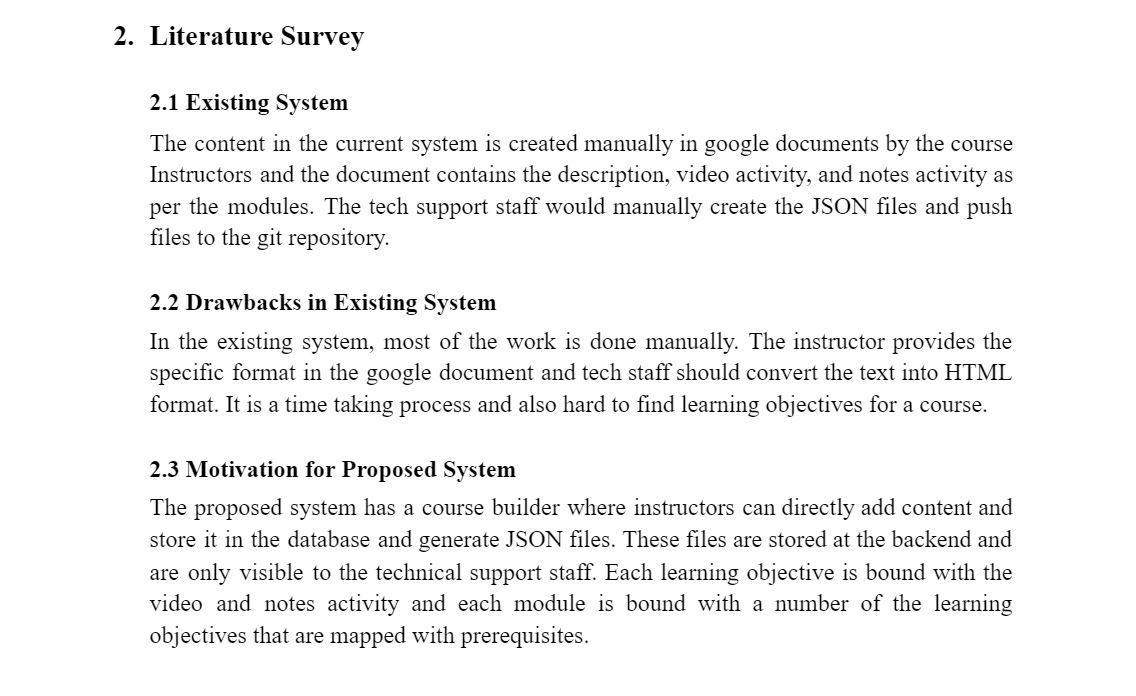 2. Literature Survey
2.1 Existing System
The content in the current system is created manually in google documents by the course
Instructors and the document contains the description, video activity, and notes activity as
per the modules. The tech support staff would manually create the JSON files and push
files to the git repository.
2.2 Drawbacks in Existing System
In the existing system, most of the work is done manually. The instructor provides the
specific format in the google document and tech staff should convert the text into HTML
format. It is a time taking process and also hard to find learning objectives for a course.
2.3 Motivation for Proposed System
The proposed system has a course builder where instructors can directly add content and
store it in the database and generate JSON files. These files are stored at the backend and
are only visible to the technical support staff. Each learning objective is bound with the
video and notes activity and each module is bound with a number of the learning
objectives that are mapped with prerequisites.